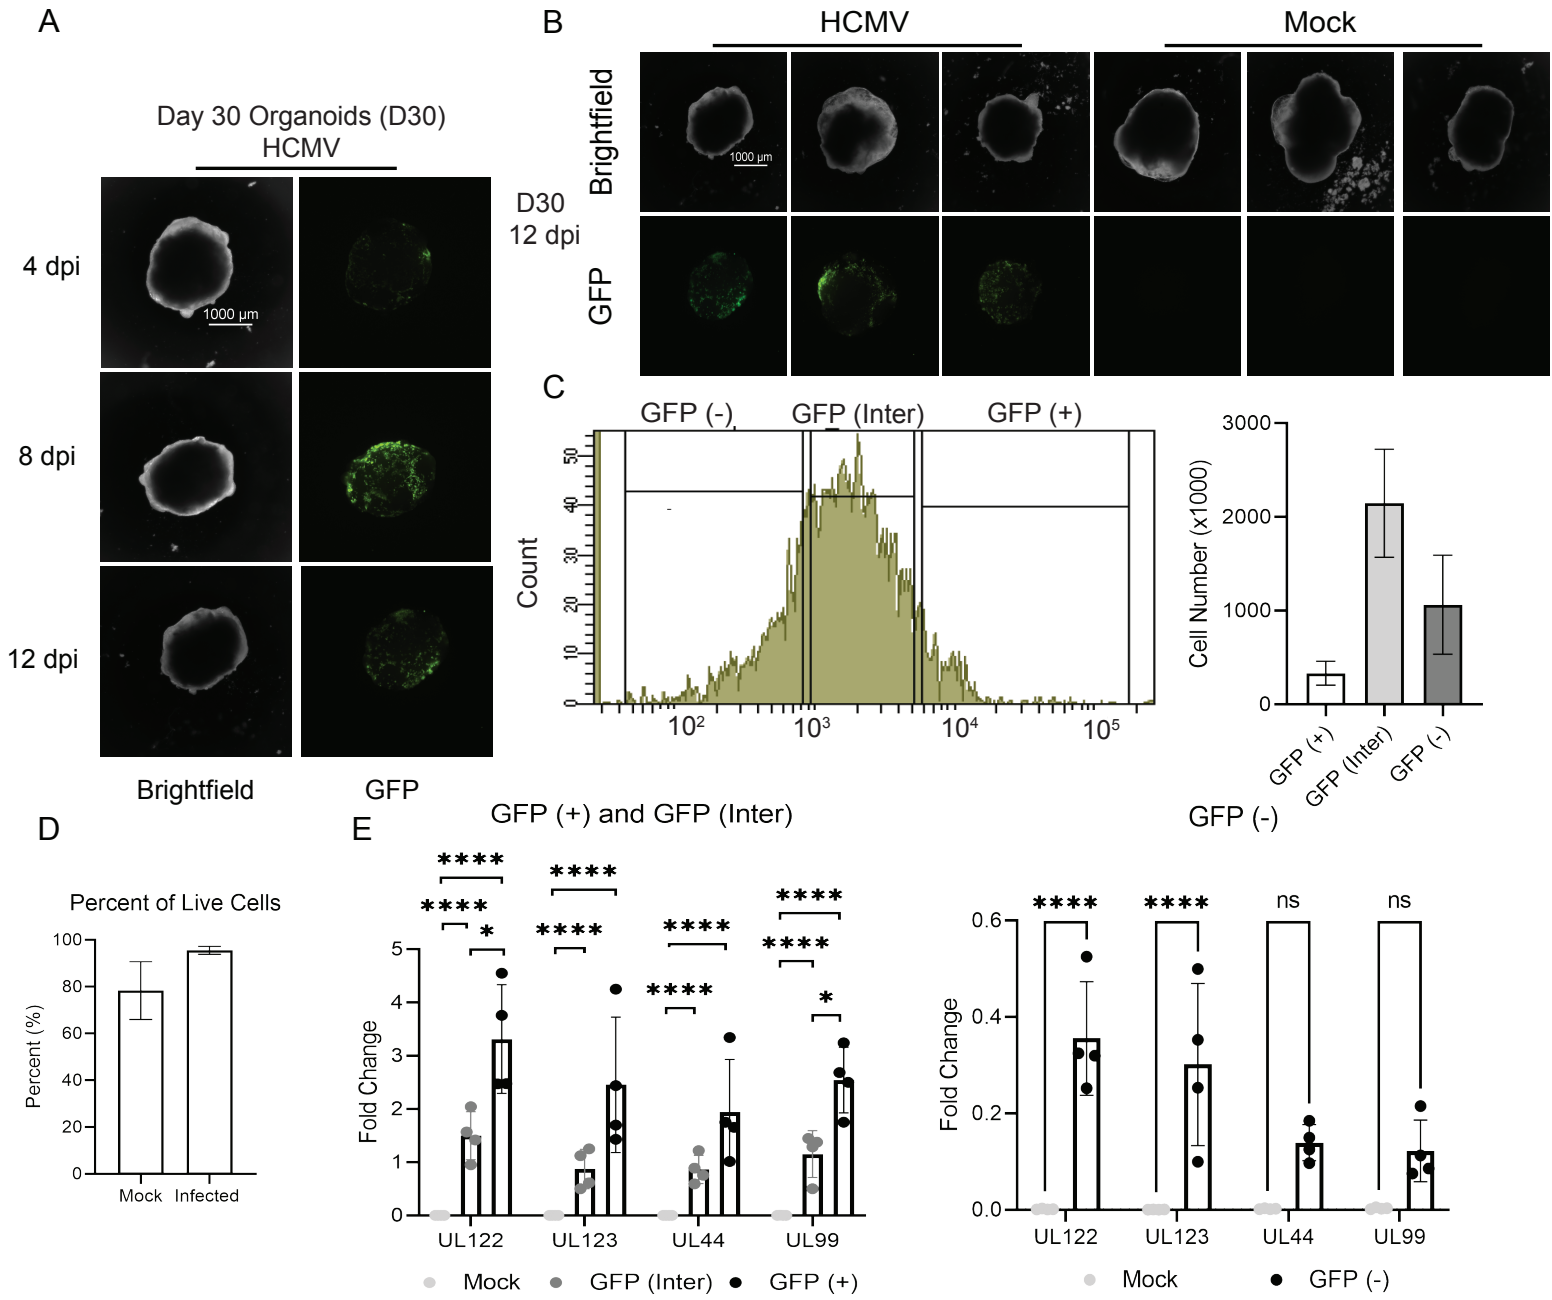 A
Day 30 Organoids (D30)
HCMV
4 dpi
1000 µm
8 dpi
12 dpi
Brightfield
GFP
B
HCMV
Mock
Brightfield
1000 µm
D30
12 dpi
GFP
C
GFP (-)
GFP (Inter)
GFP (+)
Count
50
40
30
20
10
0
10²
10³
10⁴
10⁵
Cell Number (x1000)
3000
2000
1000
0
GFP (+)
GFP (Inter)
GFP (-)
D
Percent of Live Cells
Percent (%)
100
80
60
40
20
0
Mock
Infected
E
GFP (+) and GFP (Inter)
Fold Change
5
4
3
2
1
0
****
****
*
****
****
****
****
****
****
*
UL122
UL123
UL44
UL99
Mock
GFP (Inter)
GFP (+)
GFP (-)
Fold Change
0.6
0.4
0.2
0.0
****
****
ns
ns
UL122
UL123
UL44
UL99
Mock
GFP (-)